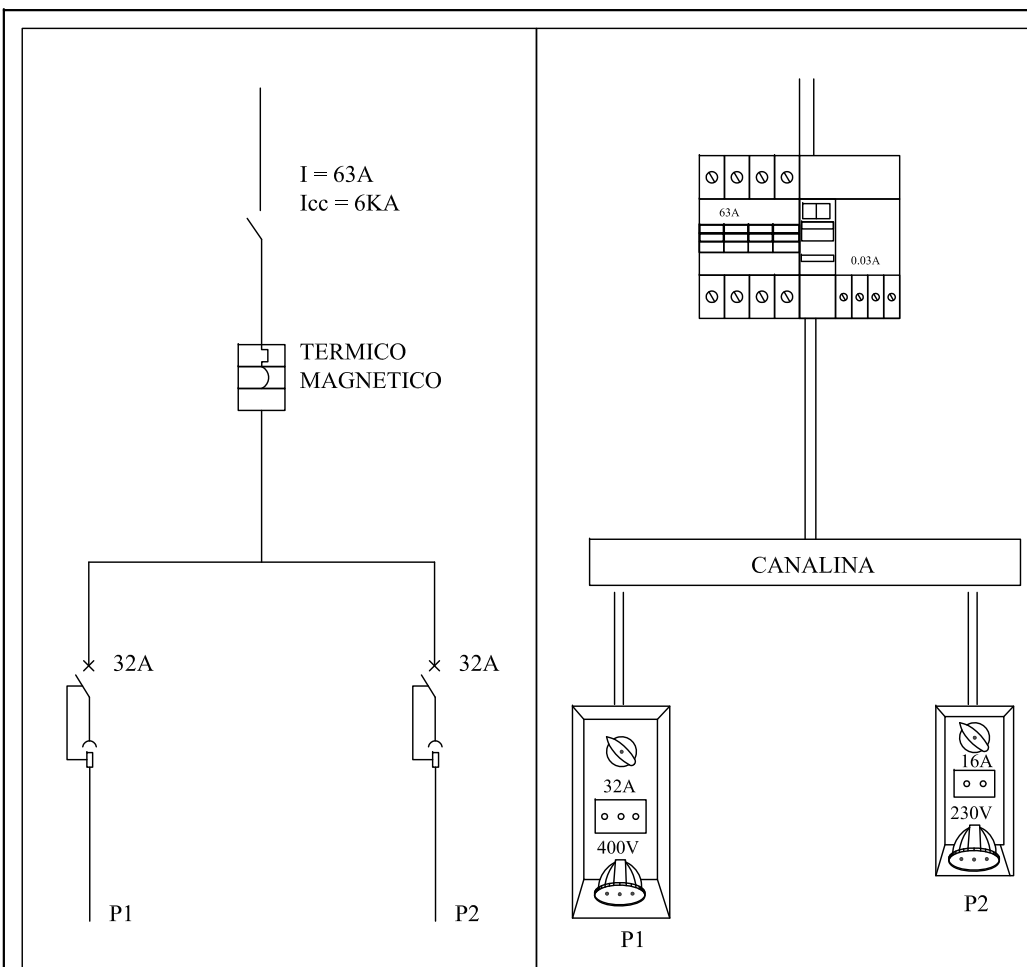 I = 63A
Icc = 6KA
TERMICO
MAGNETICO
32A
32A
P1
P2
63A
0.03A
CANALINA
32A
400V
P1
16A
230V
P2